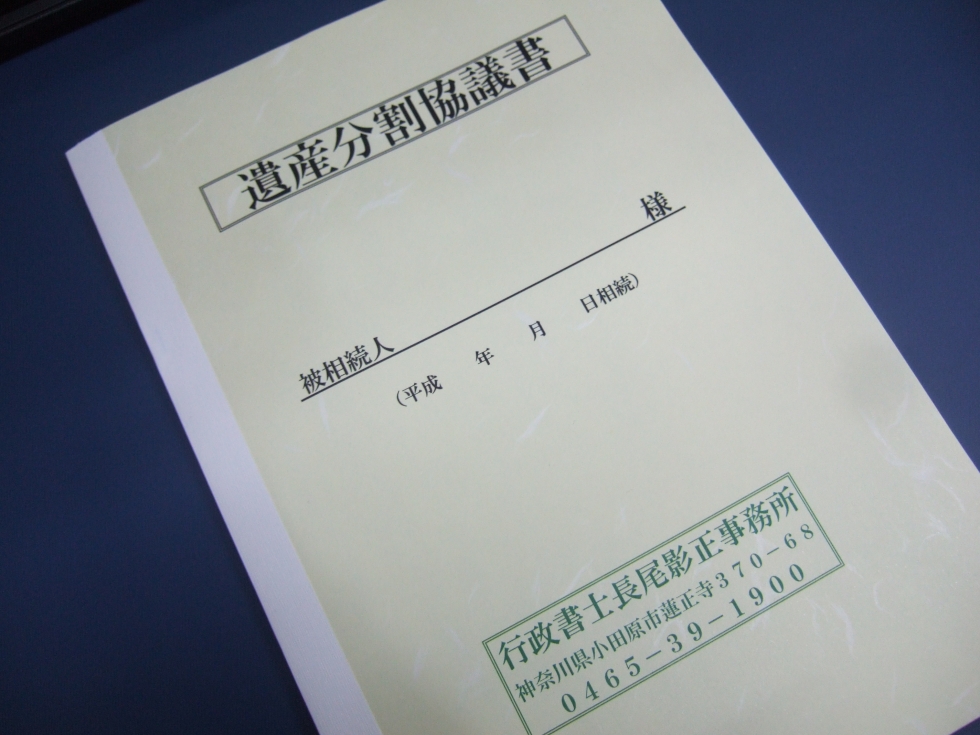 遺産分割協議書
被相続人 様
(平成 年 月 日相続)
行政書士長尾影正事務所
神奈川県小田原市蓮正寺370-68
0465-39-1900